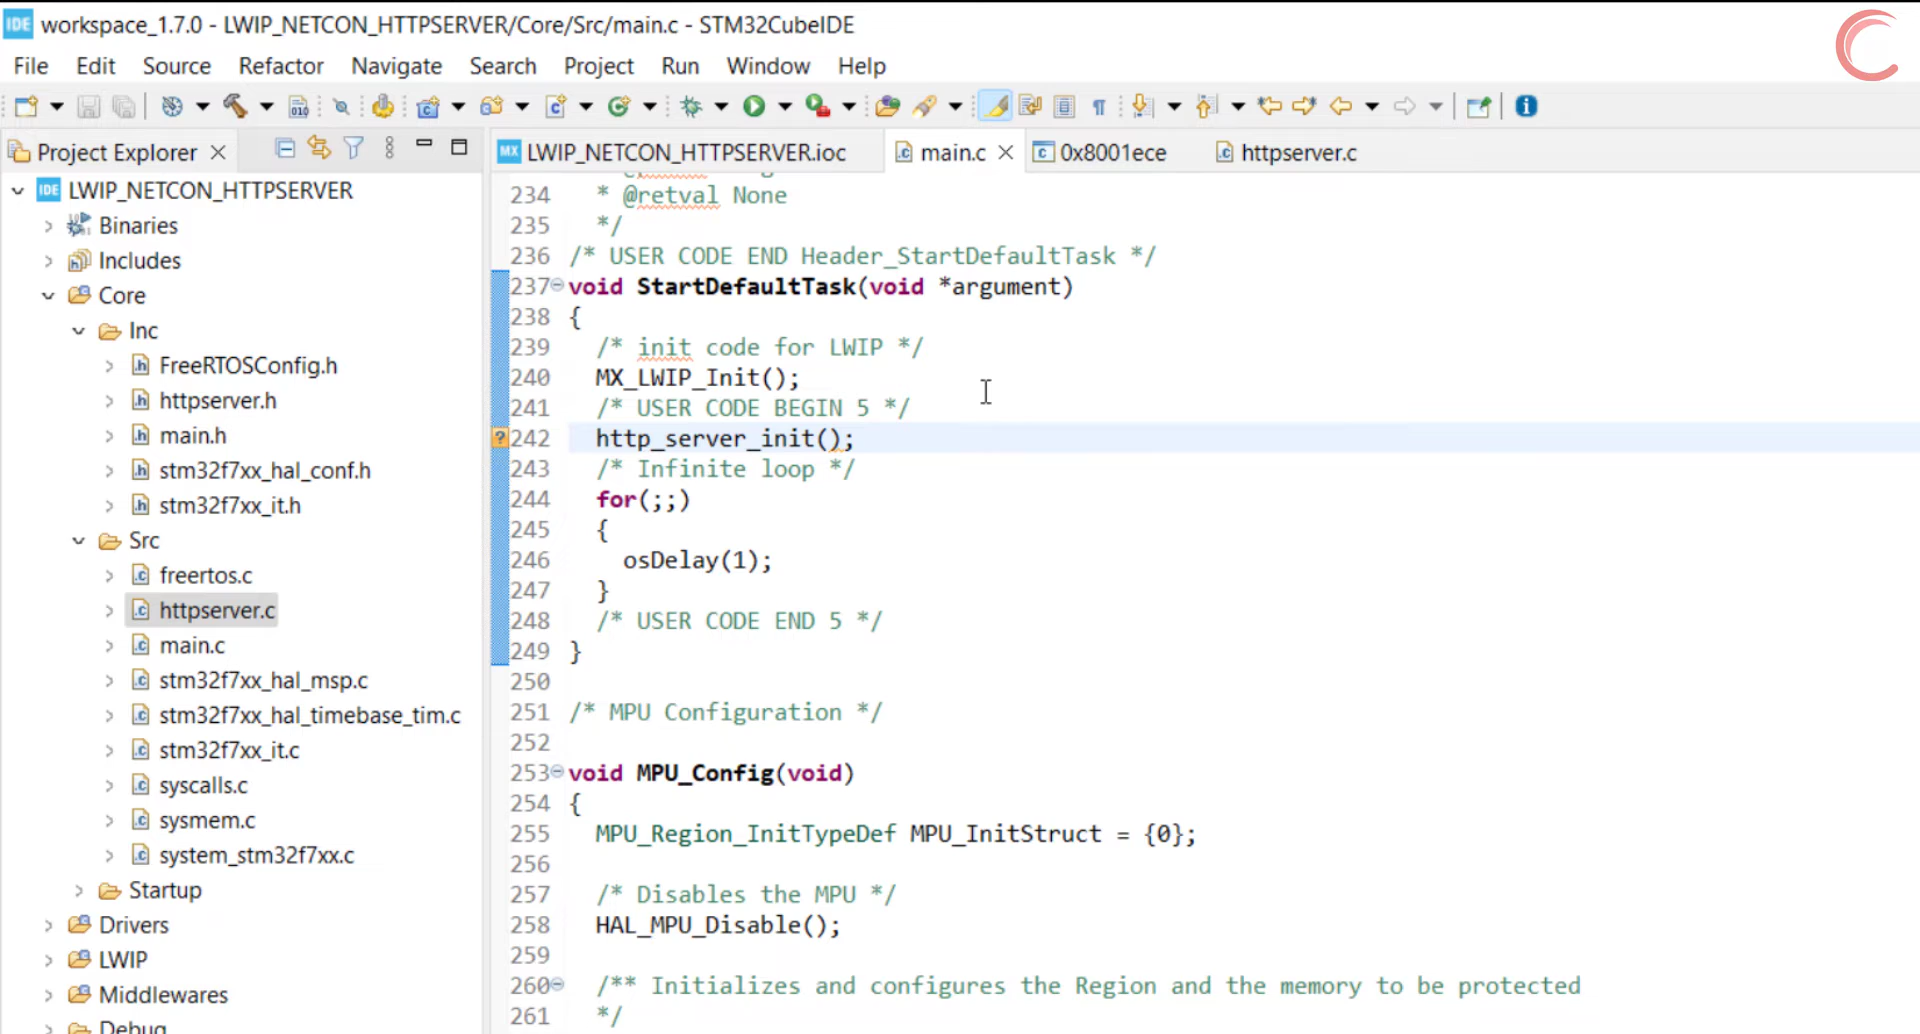 IDE workspace_1.7.0 - LWIP_NETCON_HTTPSERVER/Core/Src/main.c - STM32CubeIDE
File Edit Source Refactor Navigate Search Project Run Window Help
Project Explorer
MX LWIP_NETCON_HTTPSERVER.ioc main.c 0x8001ece httpserver.c
IDE LWIP_NETCON_HTTPSERVER
Binaries
Includes
Core
Inc
FreeRTOSConfig.h
httpserver.h
main.h
stm32f7xx_hal_conf.h
stm32f7xx_it.h
Src
freertos.c
httpserver.c
main.c
stm32f7xx_hal_msp.c
stm32f7xx_hal_timebase_tim.c
stm32f7xx_it.c
syscalls.c
sysmem.c
system_stm32f7xx.c
Startup
Drivers
LWIP
Middlewares
Debug
234 * @retval None
235 */
236 /* USER CODE END Header_StartDefaultTask */
237 void StartDefaultTask(void *argument)
238 {
239 /* init code for LWIP */
240 MX_LWIP_Init();
241 /* USER CODE BEGIN 5 */
242 http_server_init();
243 /* Infinite loop */
244 for(;;)
245 {
246 osDelay(1);
247 }
248 /* USER CODE END 5 */
249 }
250
251 /* MPU Configuration */
252
253 void MPU_Config(void)
254 {
255 MPU_Region_InitTypeDef MPU_InitStruct = {0};
256
257 /* Disables the MPU */
258 HAL_MPU_Disable();
259
260 /** Initializes and configures the Region and the memory to be protected
261 */